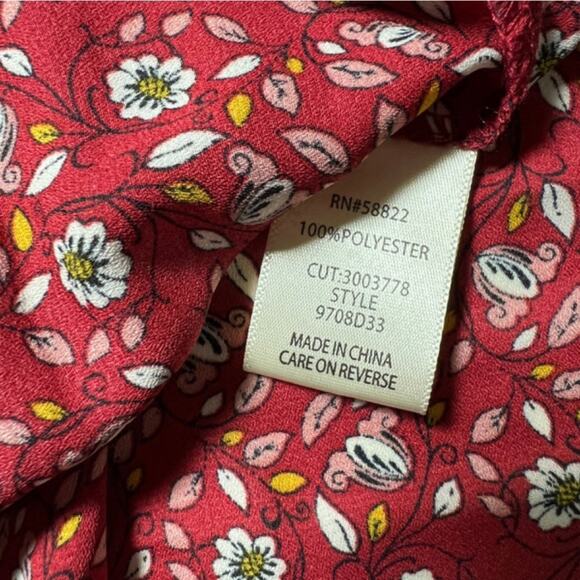 RN#58822
100%POLYESTER
CUT:3003778
STYLE
9708D33
MADE IN CHINA
CARE ON REVERSE